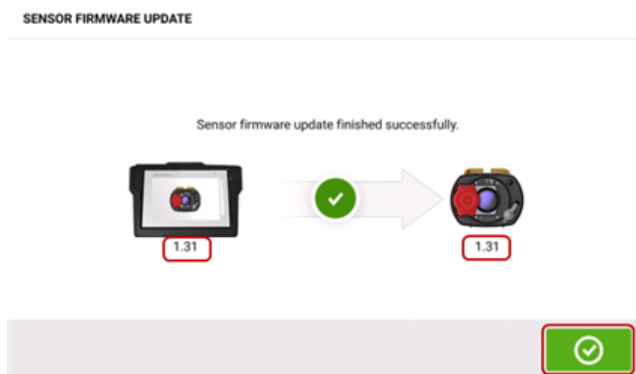 SENSOR FIRMWARE UPDATE
Sensor firmware update finished successfully.
1.31
1.31